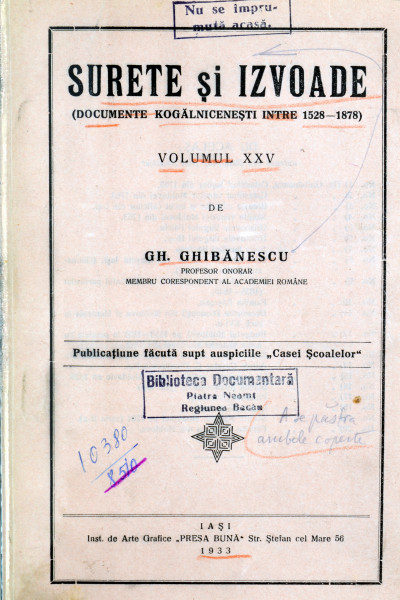 Nu se împru-
mută acasă.
SURETE și IZVOADE
(DOCUMENTE KOGĂLNICENEȘTI INTRE 1528—1878)
VOLUMUL XXV
DE
GH. GHIBĂNESCU
PROFESOR ONORAR
MEMBRU CORESPONDENT AL ACADEMIEI ROMÂNE
Publicațiune făcută supt auspiciile „Casei Școalelor"
Biblioteca Documentară
Piatra Neamț
Regiunea Bacău
A se păstra
ambele coperte
10380
850
IAȘI
Inst. de Arte Grafice „PRESA BUNĂ" Str. Ștefan cel Mare 56
1933